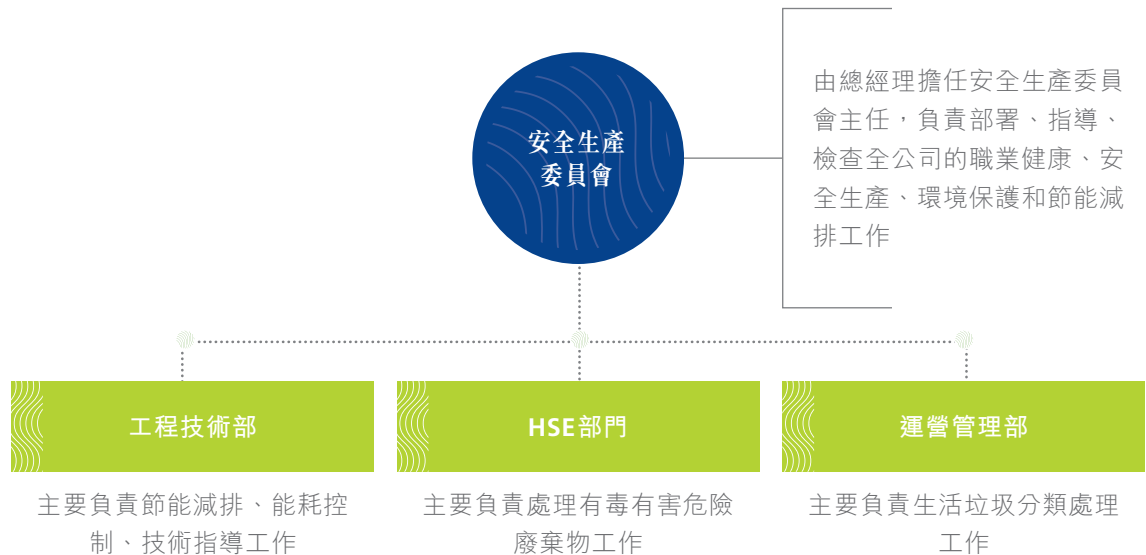 安全生產
委員會
由總經理擔任安全生產委員
會主任，負責部署、指導、
檢查全公司的職業健康、安
全生產、環境保護和節能減
排工作
工程技術部
HSE部門
運營管理部
主要負責節能減排、能耗控
制、技術指導工作
主要負責處理有毒有害危險
廢棄物工作
主要負責生活垃圾分類處理
工作